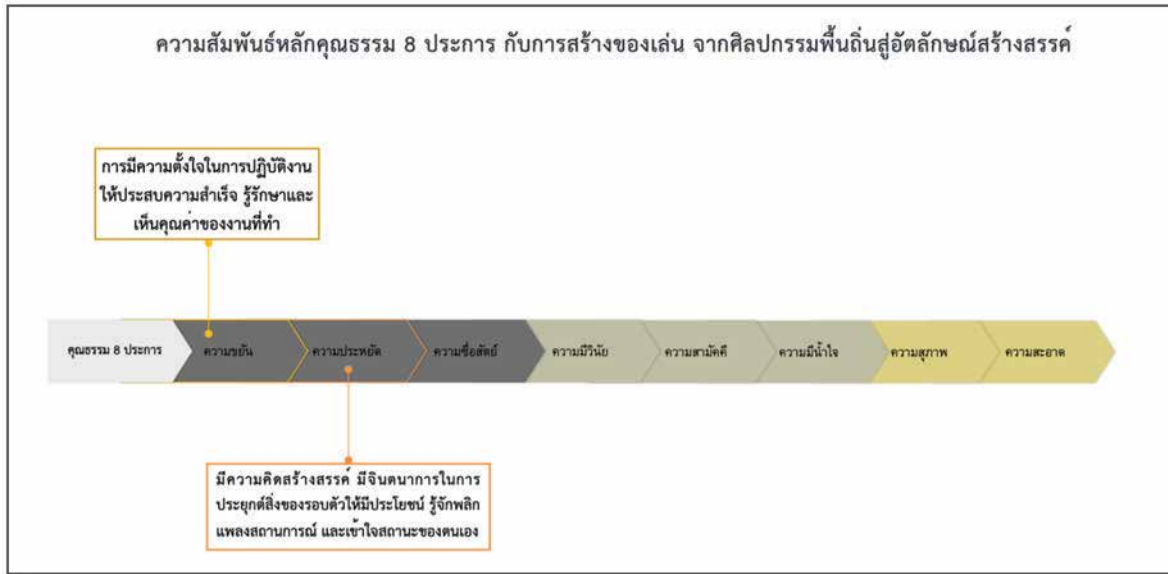 ความสัมพันธ์หลักคุณธรรม 8 ประการ กับการสร้างของเล่น จากศิลปกรรมพื้นถิ่นสู่อัตลักษณ์สร้างสรรค์
การมีความตั้งใจในการปฏิบัติงาน
ให้ประสบความสำเร็จ รู้รักษาและ
เห็นคุณค่าของงานที่ทำ
คุณธรรม 8 ประการ
ความขยัน
ความประหยัด
ความซื่อสัตย์
ความมีวินัย
ความสามัคคี
ความมีน้ำใจ
ความสุภาพ
ความสะอาด
มีความคิดสร้างสรรค์ มีจินตนาการในการ
ประยุกต์สิ่งของรอบตัวให้มีประโยชน์ รู้จักพลิก
แพลงสถานการณ์ และเข้าใจสถานะของตนเอง